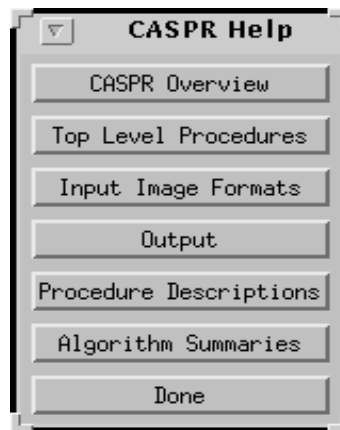 CASPR Help
CASPR Overview
Top Level Procedures
Input Image Formats
Output
Procedure Descriptions
Algorithm Summaries
Done